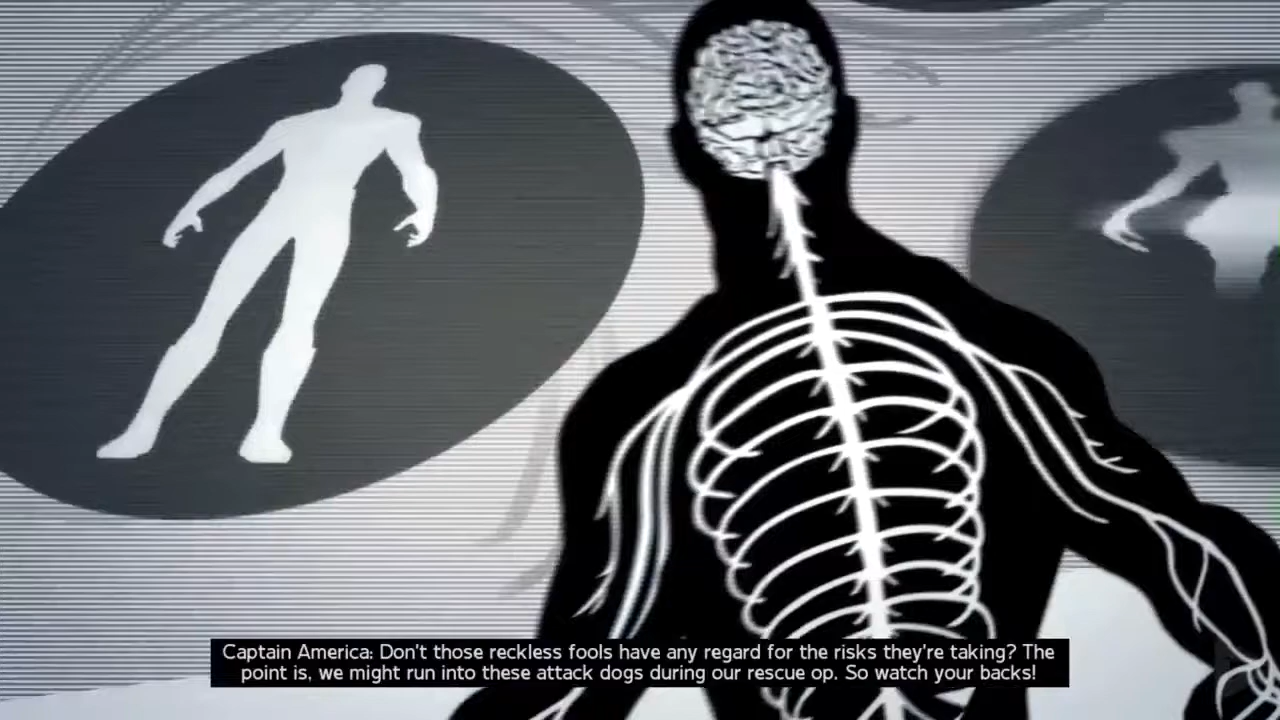 Captain America: Don't those reckless fools have any regard for the risks they're taking? The
point is, we might run into these attack dogs during our rescue op. So watch your backs!